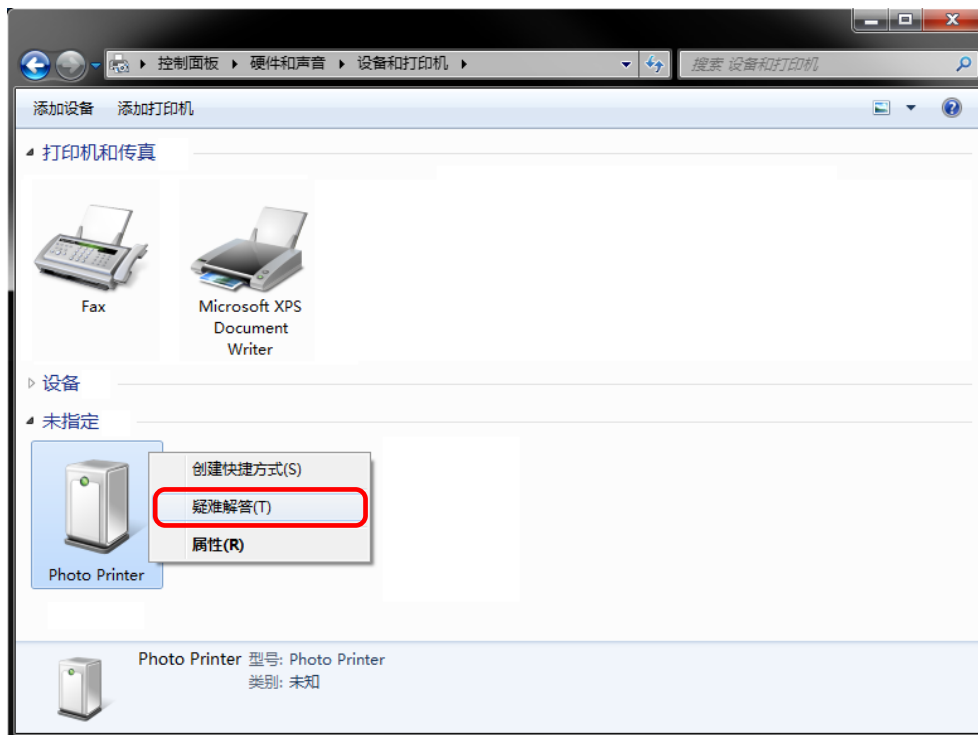 控制面板 硬件和声音 设备和打印机
搜索 设备和打印机
添加设备 添加打印机
打印机和传真
Fax
Microsoft XPS
Document
Writer
设备
未指定
创建快捷方式(S)
疑难解答(T)
属性(R)
Photo Printer
Photo Printer 型号: Photo Printer
类别: 未知